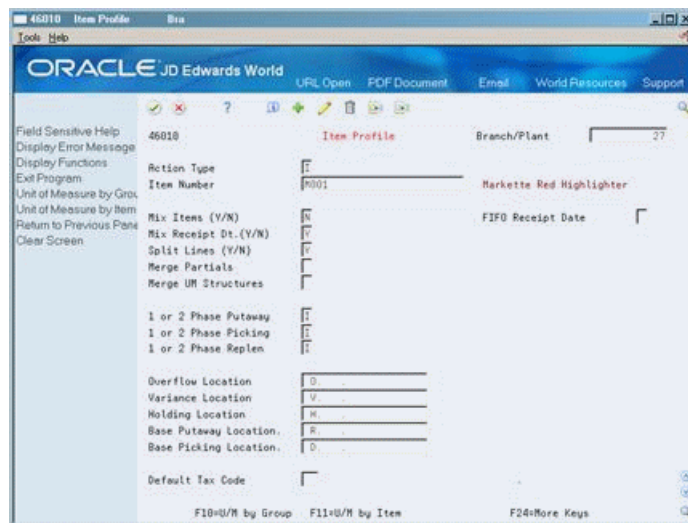 46010 Item Profile Bra
Tools Help
ORACLE JD Edwards World
URL Open PDF Document Email World Resources Support
Field Sensitive Help
Display Error Message
Display Functions
Exit Program
Unit of Measure by Grou
Unit of Measure by Item
Return to Previous Pane
Clear Screen
46010 Item Profile Branch/Plant 27
Action Type I
Item Number M001 Markette Red Highlighter
Mix Items (Y/N) N FIFO Receipt Date
Mix Receipt Dt.(Y/N) Y
Split Lines (Y/N) Y
Merge Partials
Merge UM Structures
1 or 2 Phase Putaway
1 or 2 Phase Picking
1 or 2 Phase Replen
Overflow Location O. .
Variance Location V. .
Holding Location H. .
Base Putaway Location. R. .
Base Picking Location.
Default Tax Code
F10=U/M by Group F11=U/M by Item F24=More Keys